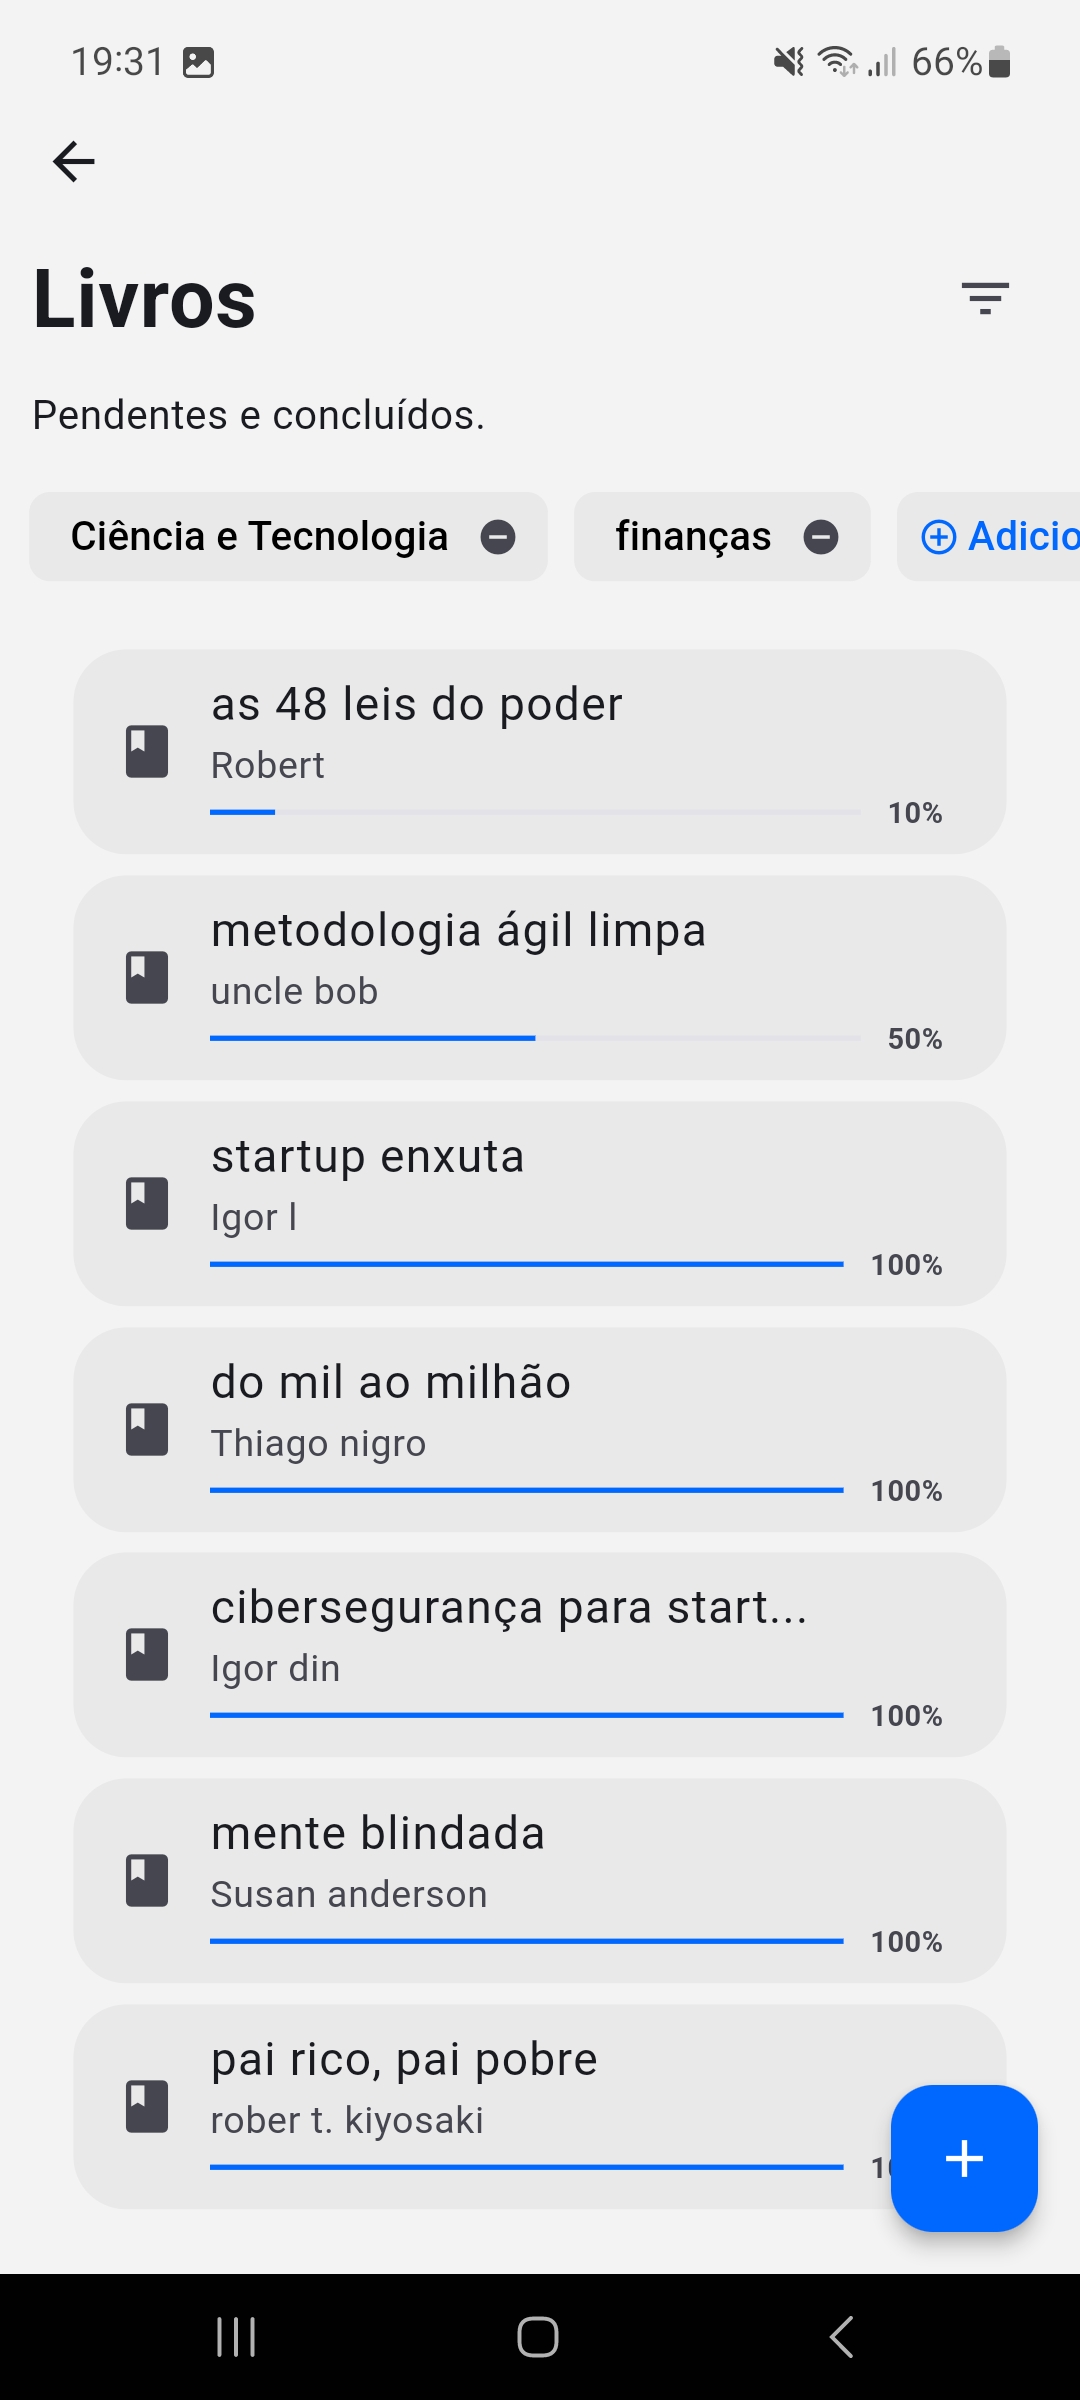 19:31
66%
Livros
Pendentes e concluídos.
Ciência e Tecnologia
finanças
Adicio
as 48 leis do poder
Robert
10%
metodologia ágil limpa
uncle bob
50%
startup enxuta
Igor l
100%
do mil ao milhão
Thiago nigro
100%
cibersegurança para start...
Igor din
100%
mente blindada
Susan anderson
100%
pai rico, pai pobre
rober t. kiyosaki